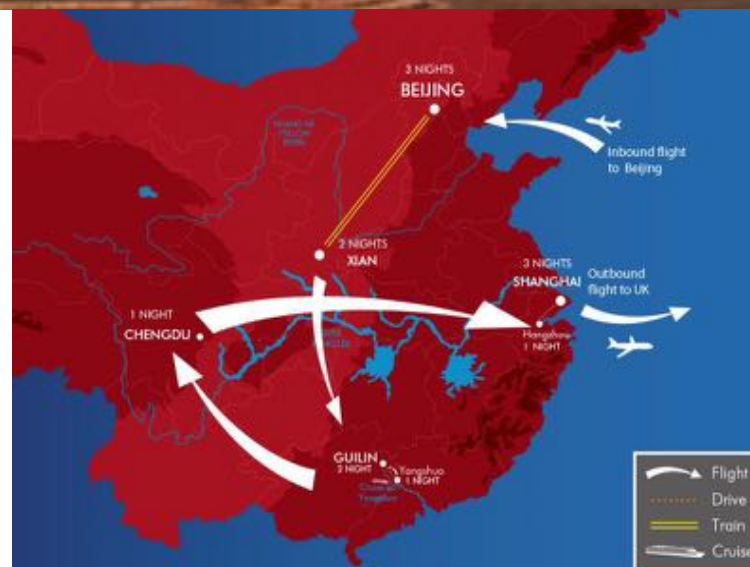 3 NIGHTS
BEIJING
Inbound flight
to Beijing
2 NIGHTS
XIAN
3 NIGHTS
SHANGHAI
Outbound
flight to UK
1 NIGHT
CHENGDU
Hangzhou
1 NIGHT
GUILIN
2 NIGHT
Yangshuo
1 NIGHT
Flight
Drive
Train
Cruise